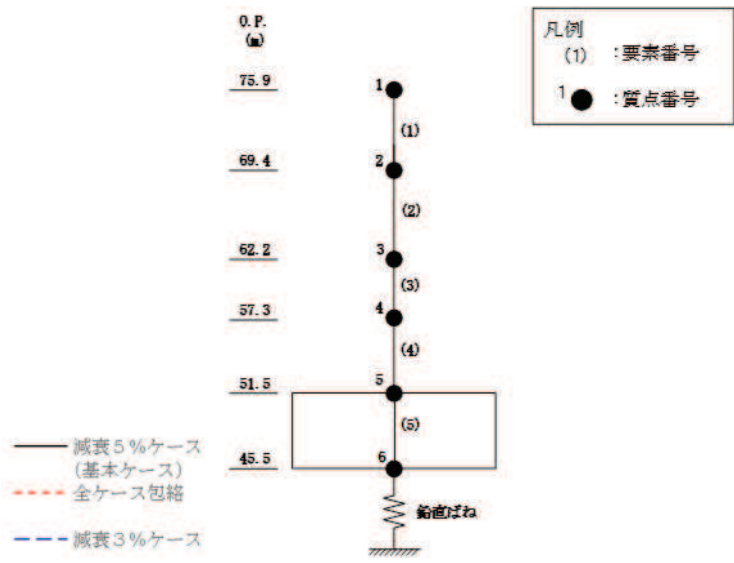 O.P.
(m)
75.9
69.4
62.2
57.3
51.5
45.5
1
(1)
2
(2)
3
(3)
4
(4)
5
(5)
6
鉛直ばね
凡例
(1) :要素番号
1 :質点番号
減衰5%ケース
(基本ケース)
全ケース包絡
減衰3%ケース